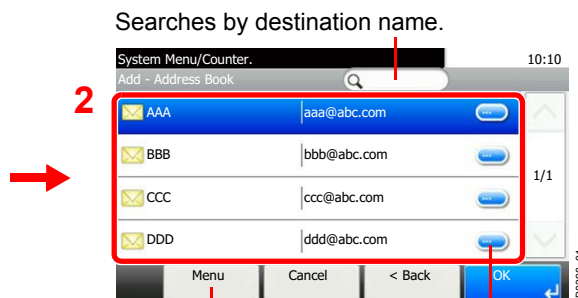 Searches by destination name.
System Menu/Counter. 10:10
Add - Address Book
2
AAA aaa@abc.com ...
BBB bbb@abc.com ...
1/1
CCC ccc@abc.com ...
DDD ddd@abc.com ...
Menu Cancel < Back OK